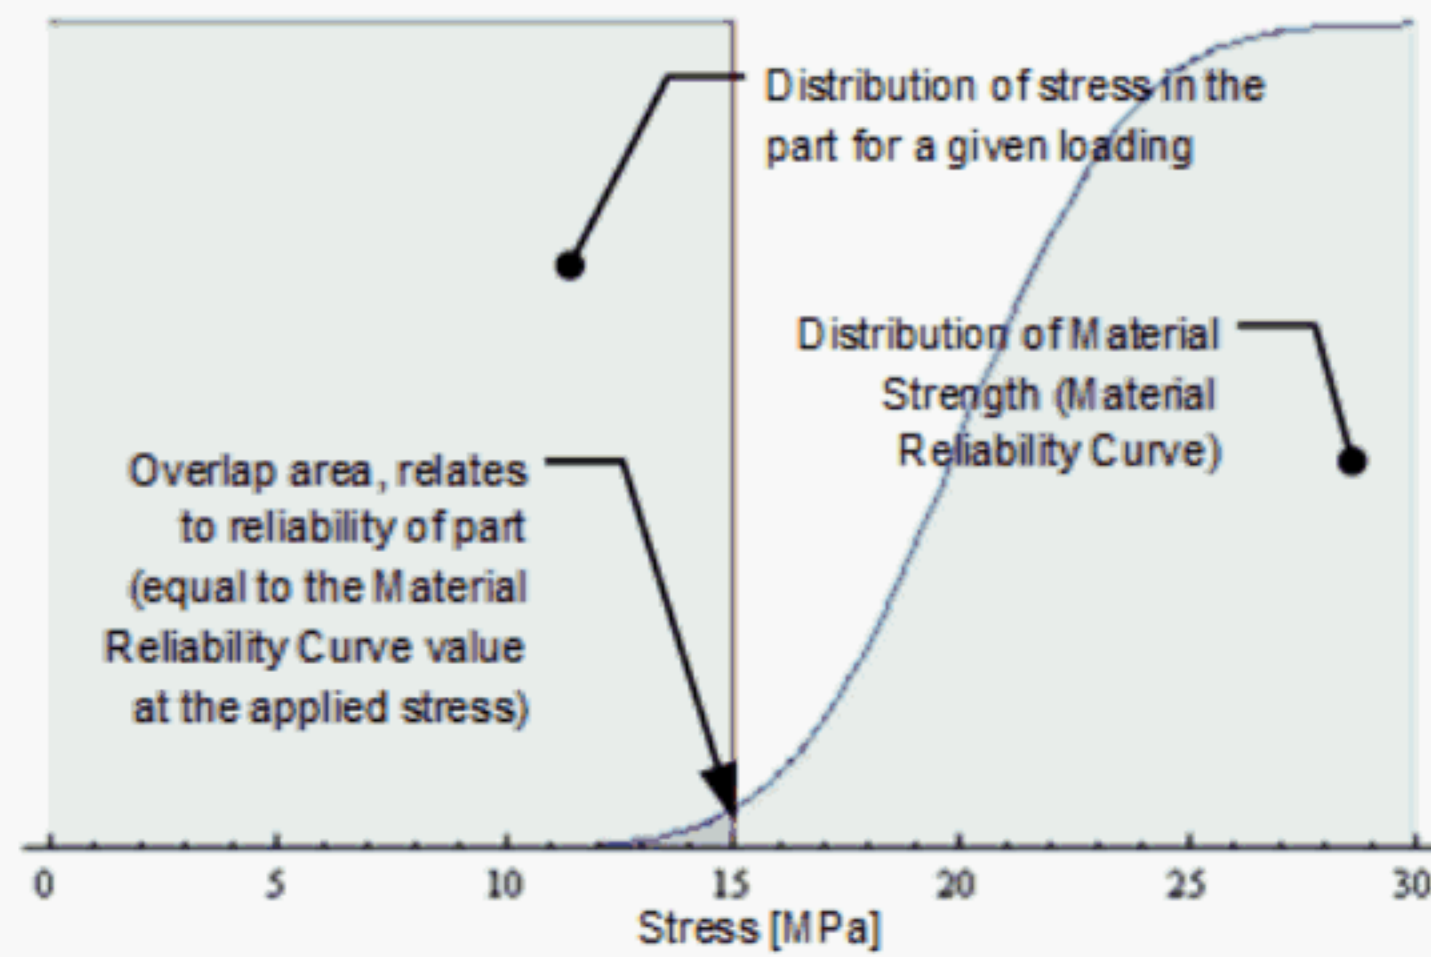 Distribution of stress in the
part for a given loading
Distribution of Material
Strength (Material
Reliability Curve)
Overlap area, relates
to reliability of part
(equal to the Material
Reliability Curve value
at the applied stress)
0 5 10 15 20 25 30
Stress [MPa]